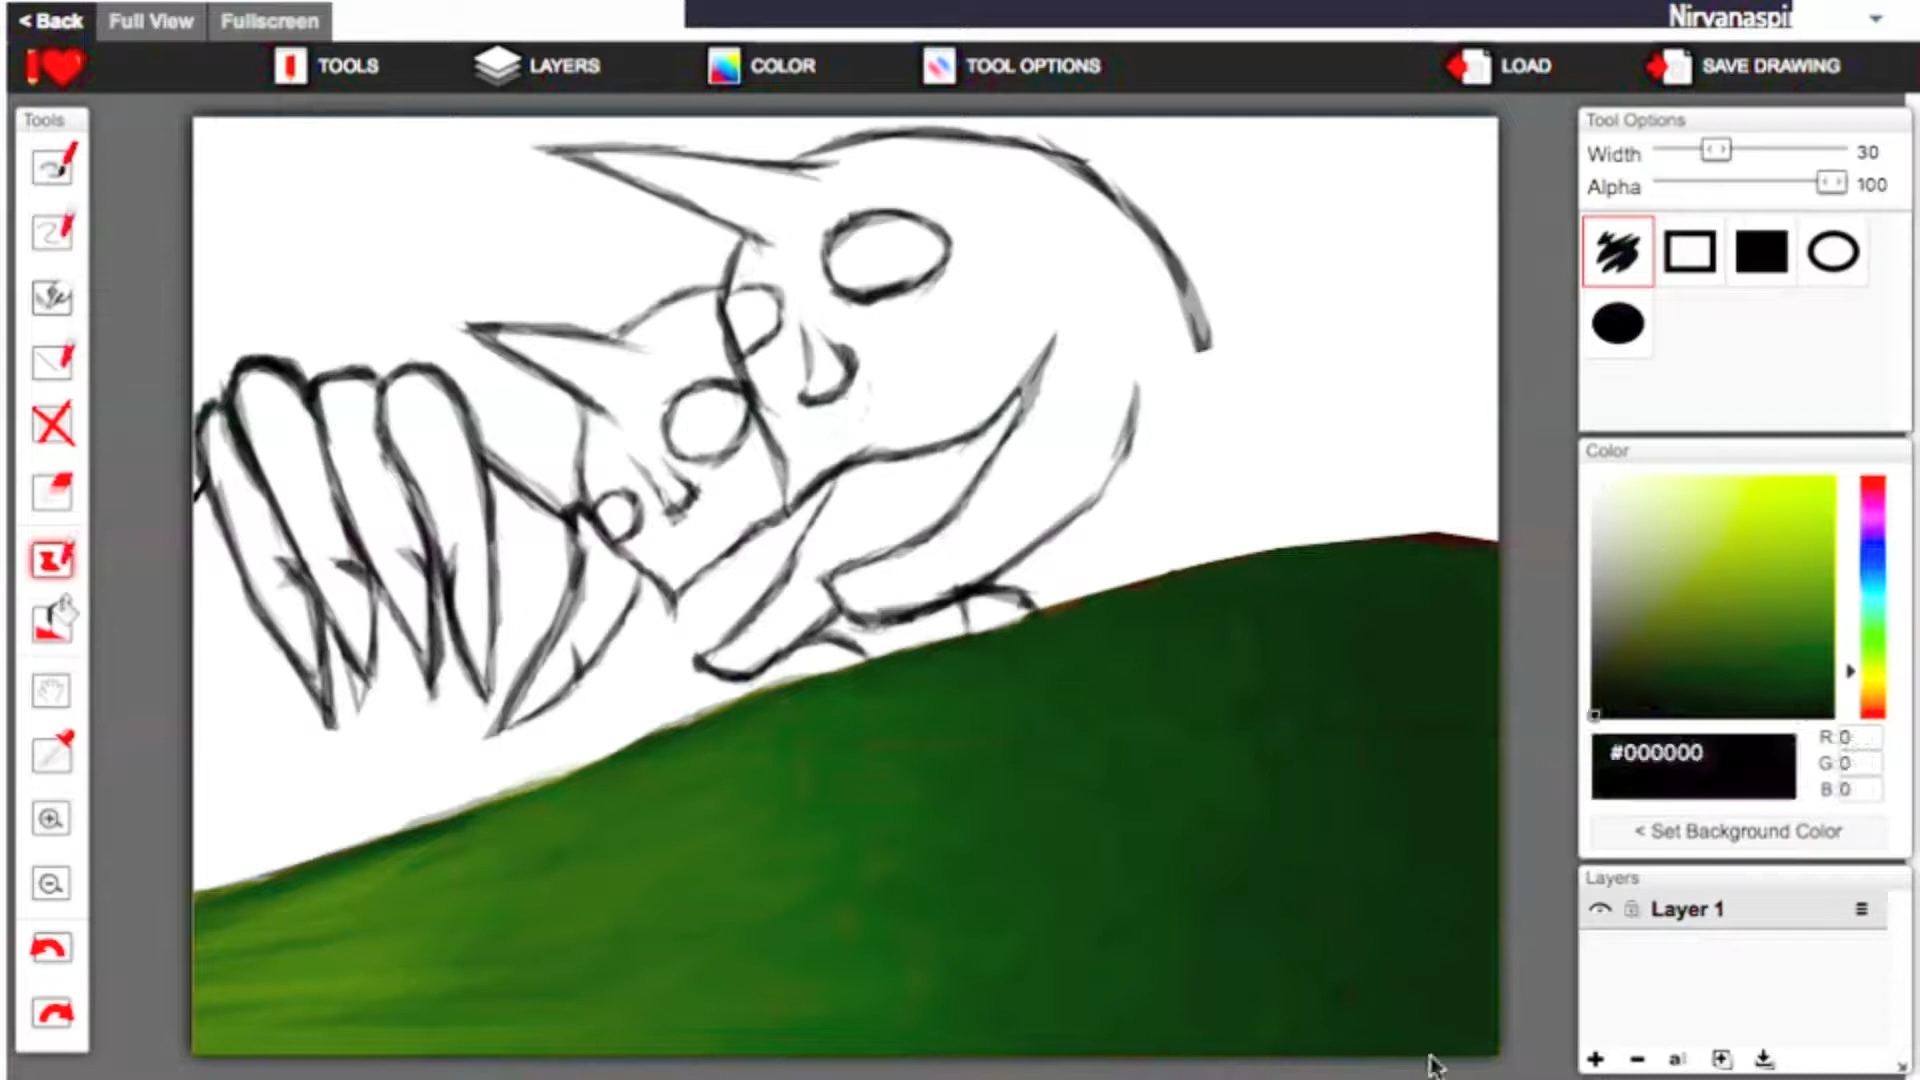 < Back Full View Fullscreen
TOOLS LAYERS COLOR TOOL OPTIONS LOAD SAVE DRAWING
Tools
Tool Options
Width 30
Alpha 100
Color
#000000
R 0
G 0
B 0
< Set Background Color
Layers
Layer 1